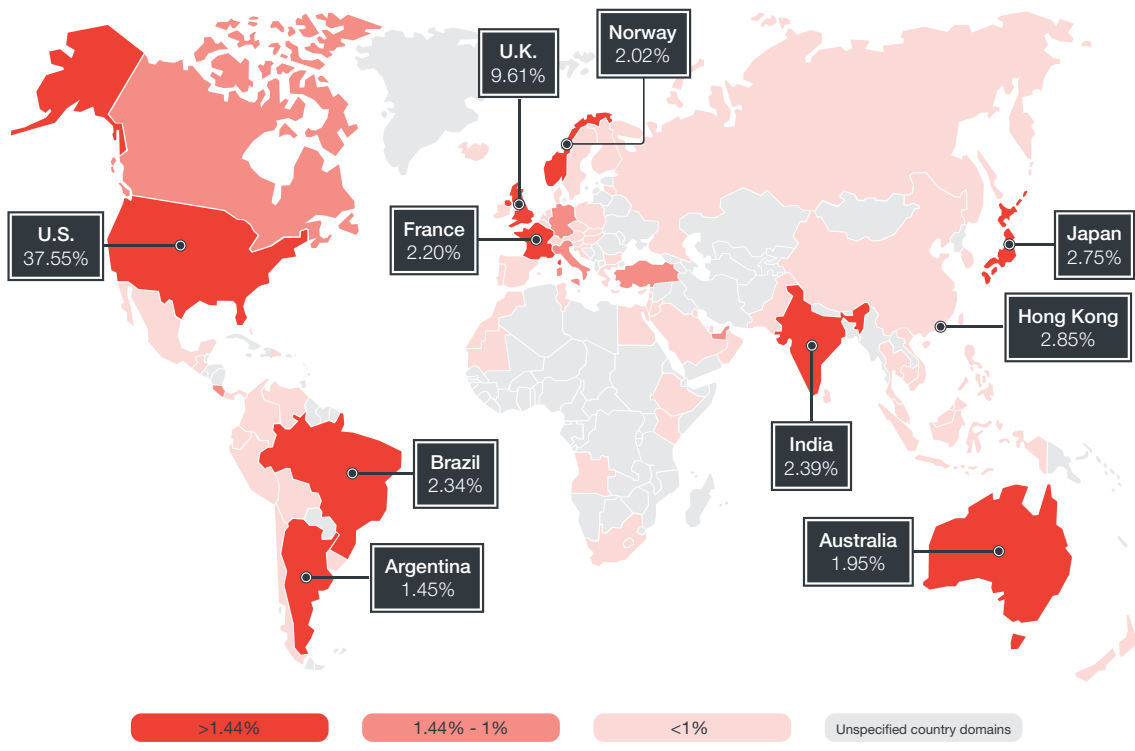 Norway
2.02%
U.K.
9.61%
U.S.
37.55%
France
2.20%
Japan
2.75%
Hong Kong
2.85%
India
2.39%
Brazil
2.34%
Australia
1.95%
Argentina
1.45%
>1.44%
1.44% - 1%
<1%
Unspecified country domains